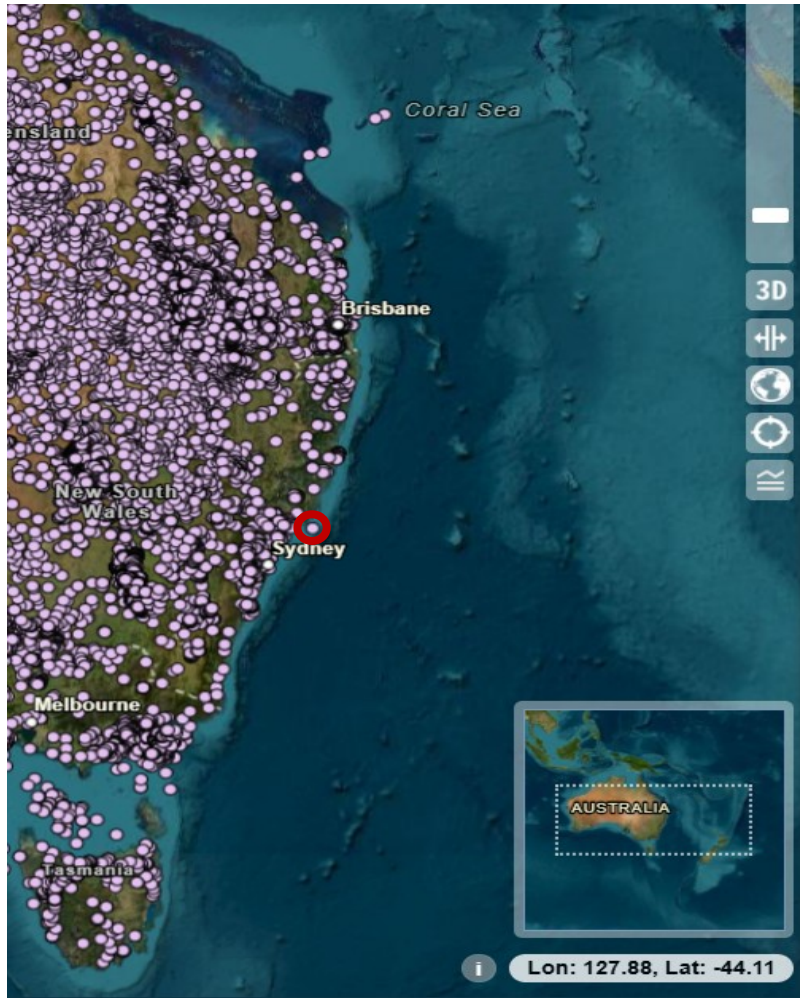 Coral Sea
ensland
3D
Brisbane
New South
Wales
Sydney
Melbourne
AUSTRALIA
Tasmania
i
Lon: 127.88, Lat: -44.11